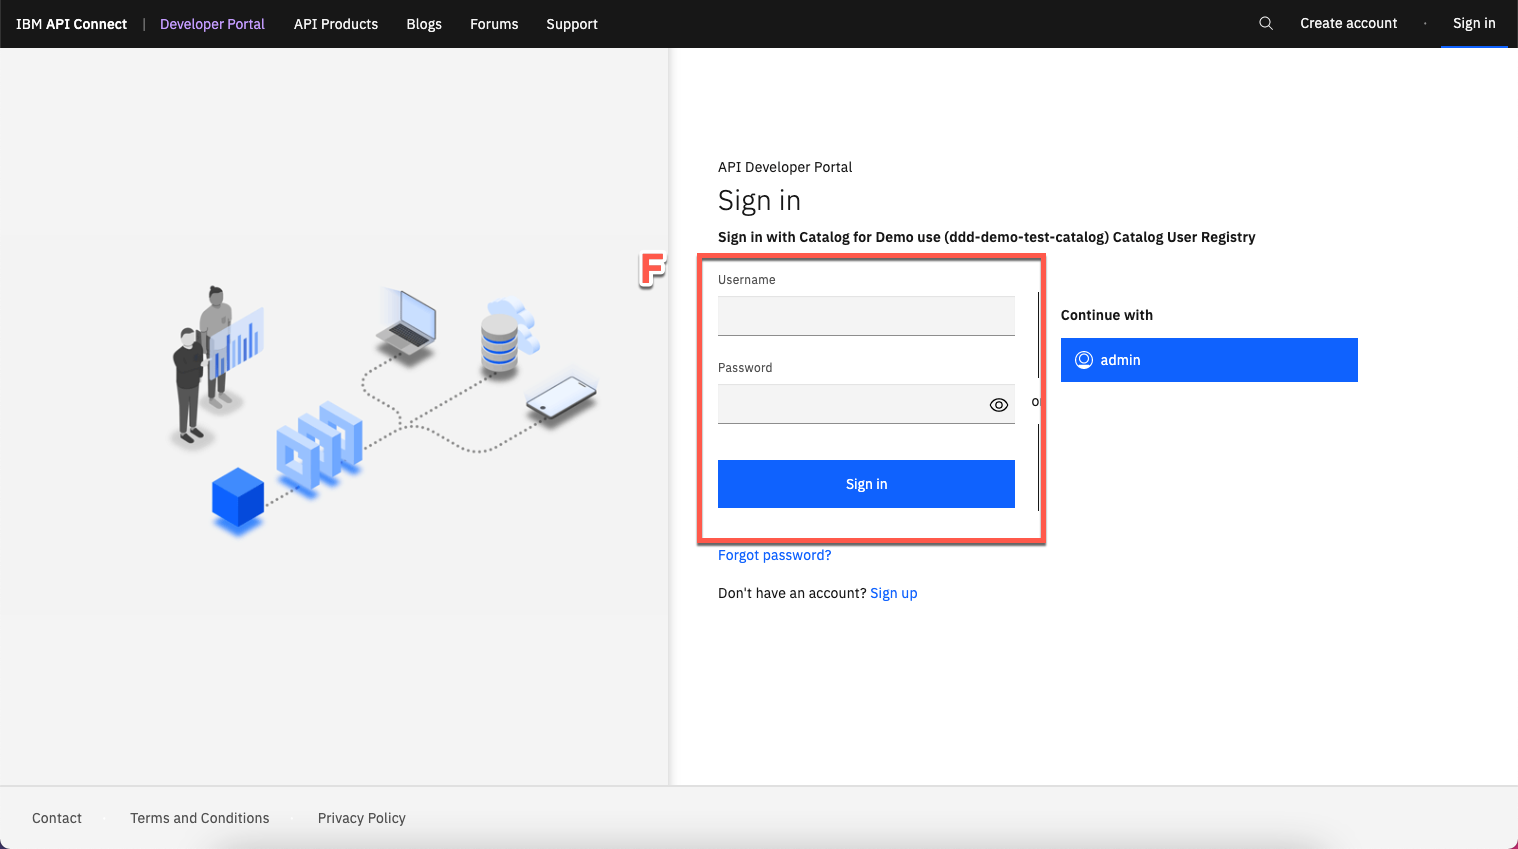 IBM API Connect | Developer Portal API Products Blogs Forums Support Create account · Sign in
API Developer Portal
Sign in
Sign in with Catalog for Demo use (ddd-demo-test-catalog) Catalog User Registry
F
Username
Password
Sign in
Continue with
admin
Forgot password?
Don't have an account? Sign up
Contact Terms and Conditions Privacy Policy